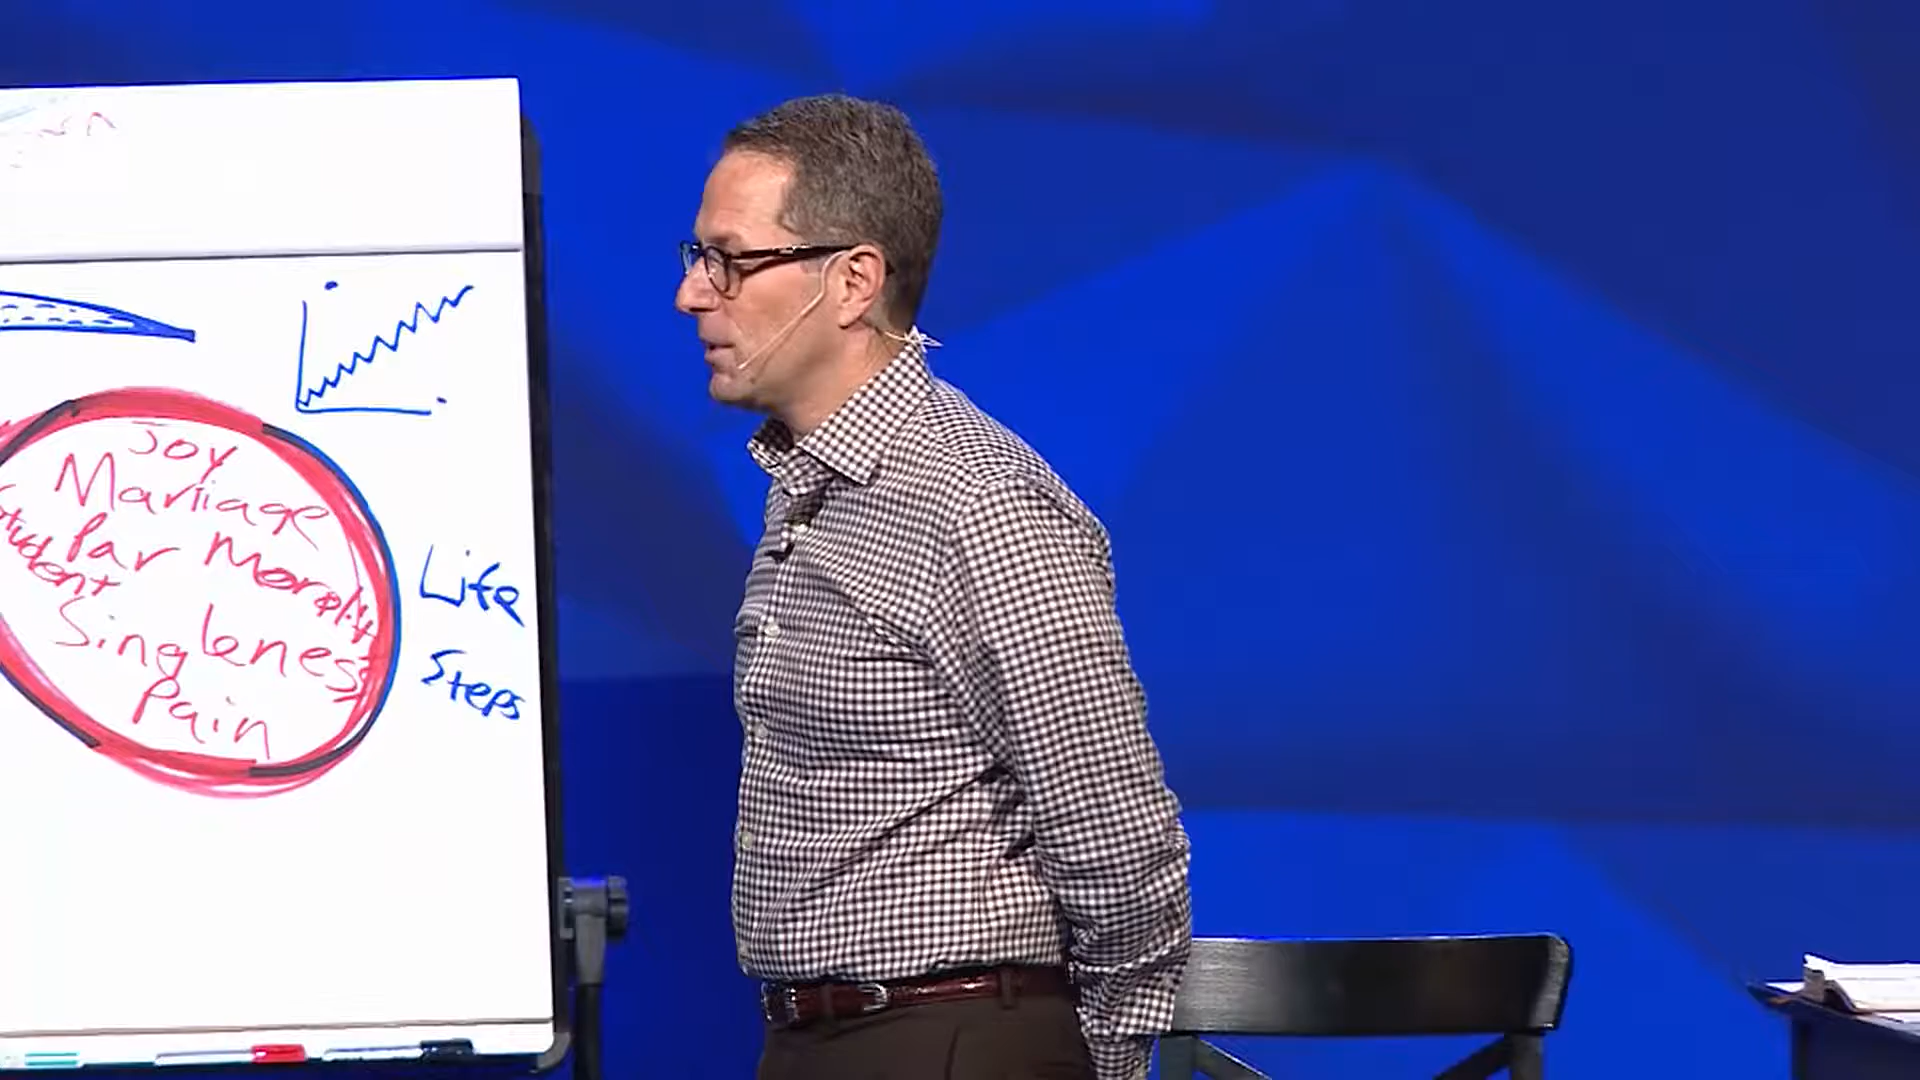 Joy
Marriage
Par Morality
Student
Singleness
Pain
Life
Steps